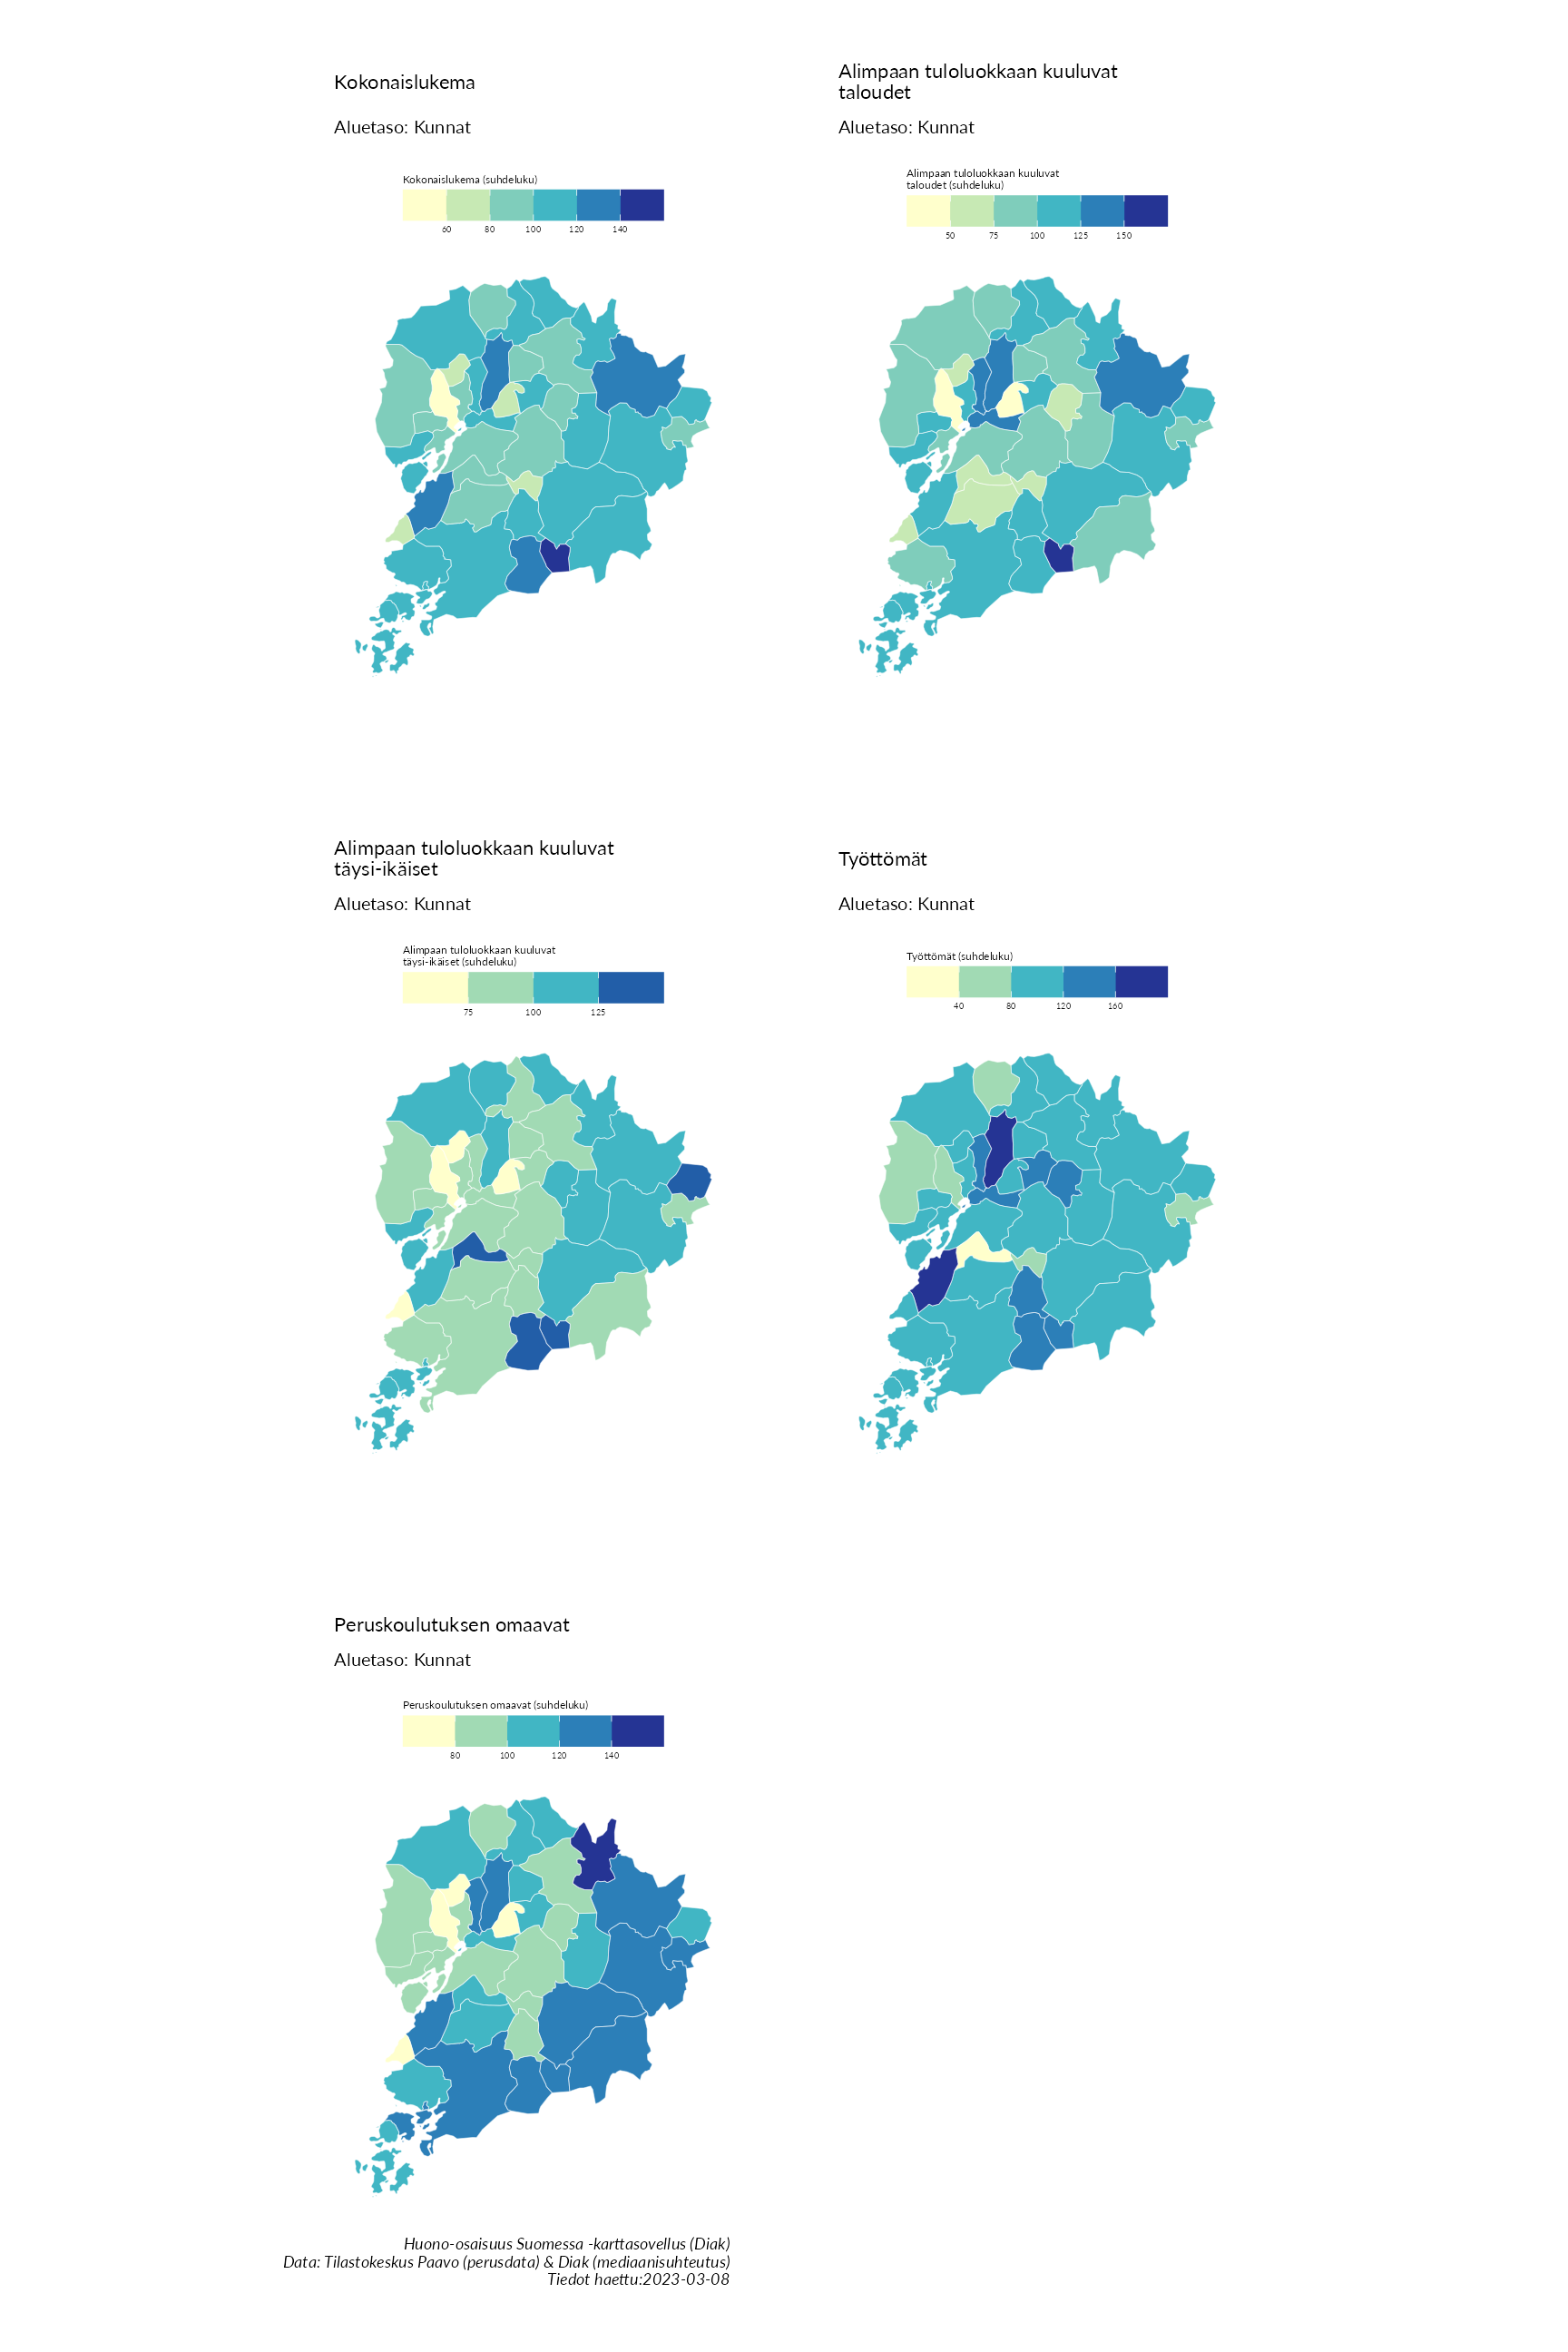 Kokonaislukema
Aluetaso: Kunnat
Kokonaislukema (suhdeluku)
60 80 100 120 140
Alimpaan tuloluokkaan kuuluvat
taloudet
Aluetaso: Kunnat
Alimpaan tuloluokkaan kuuluvat
taloudet (suhdeluku)
50 75 100 125 150
Alimpaan tuloluokkaan kuuluvat
täysi-ikäiset
Aluetaso: Kunnat
Alimpaan tuloluokkaan kuuluvat
täysi-ikäiset (suhdeluku)
75 100 125
Työttömät
Aluetaso: Kunnat
Työttömät (suhdeluku)
40 80 120 160
Peruskoulutuksen omaavat
Aluetaso: Kunnat
Peruskoulutuksen omaavat (suhdeluku)
80 100 120 140
Huono-osaisuus Suomessa -karttasovellus (Diak)
Data: Tilastokeskus Paavo (perusdata) & Diak (mediaanisuhteutus)
Tiedot haettu:2023-03-08